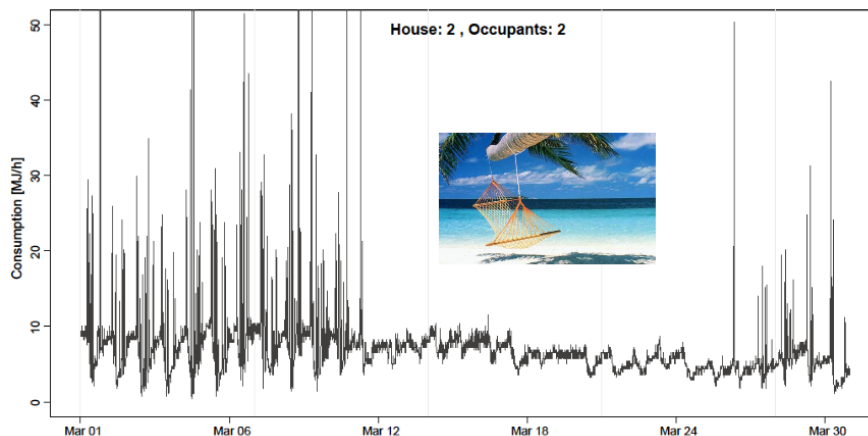 House: 2 , Occupants: 2
Consumption [MJ/h]
50
40
30
20
10
0
Mar 01 Mar 06 Mar 12 Mar 18 Mar 24 Mar 30